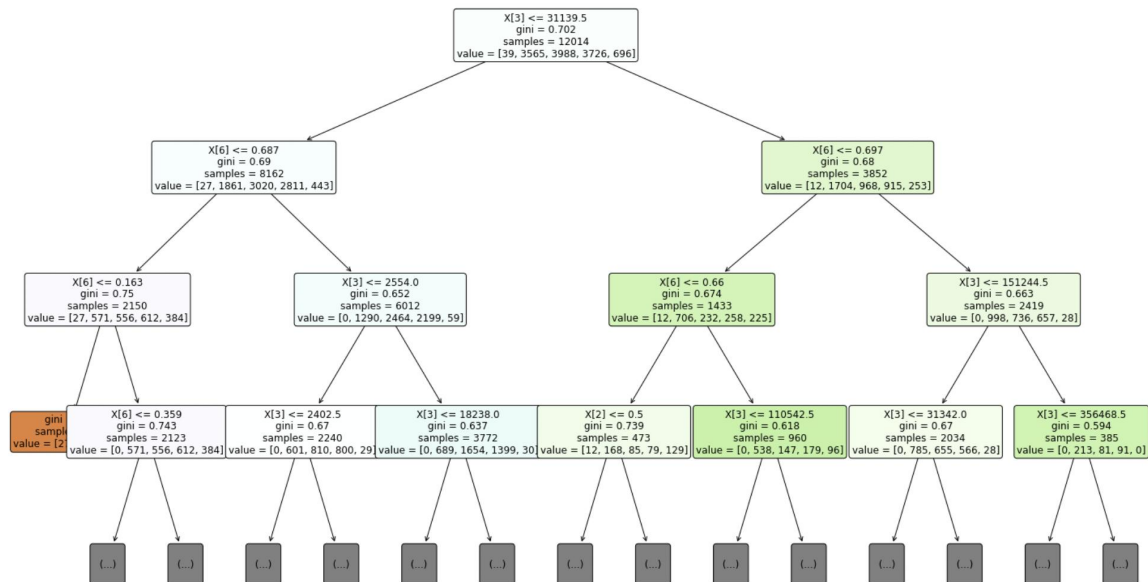 X[3] <= 31139.5
gini = 0.702
samples = 12014
value = [39, 3565, 3988, 3726, 696]
X[6] <= 0.687
gini = 0.69
samples = 8162
value = [27, 1861, 3020, 2811, 443]
X[6] <= 0.697
gini = 0.68
samples = 3852
value = [12, 1704, 968, 915, 253]
X[6] <= 0.163
gini = 0.75
samples = 2150
value = [27, 571, 556, 612, 384]
X[3] <= 2554.0
gini = 0.652
samples = 6012
value = [0, 1290, 2464, 2199, 59]
X[6] <= 0.66
gini = 0.674
samples = 1433
value = [12, 706, 232, 258, 225]
X[3] <= 151244.5
gini = 0.663
samples = 2419
value = [0, 998, 736, 657, 28]
gini
value = [27
X[6] <= 0.359
gini = 0.743
samples = 2123
value = [0, 571, 556, 612, 384]
X[3] <= 2402.5
gini = 0.67
samples = 2240
value = [0, 601, 810, 800, 29]
X[3] <= 18238.0
gini = 0.637
samples = 3772
value = [0, 689, 1654, 1399, 30]
X[2] <= 0.5
gini = 0.739
samples = 473
value = [12, 168, 85, 79, 129]
X[3] <= 110542.5
gini = 0.618
samples = 960
value = [0, 538, 147, 179, 96]
X[3] <= 31342.0
gini = 0.67
samples = 2034
value = [0, 785, 655, 566, 28]
X[3] <= 356468.5
gini = 0.594
samples = 385
value = [0, 213, 81, 91, 0]
(...)
(...)
(...)
(...)
(...)
(...)
(...)
(...)
(...)
(...)
(...)
(...)
(...)
(...)